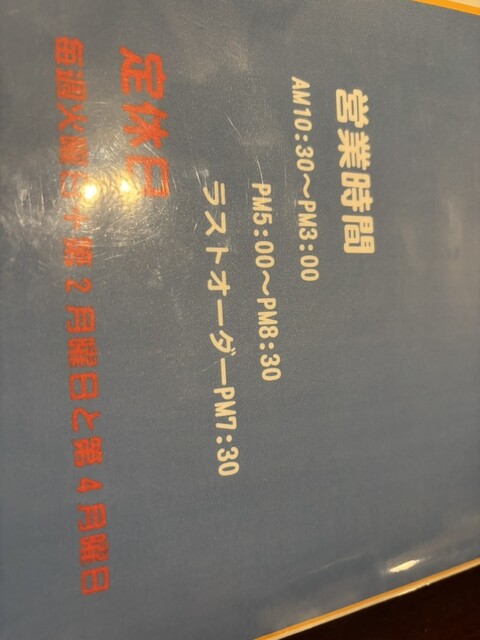 営業時間
AM10:30～PM3:00
PM5:00～PM8:30
ラストオーダーPM7:30
定休日
毎週火曜日+第2月曜日と第4月曜日